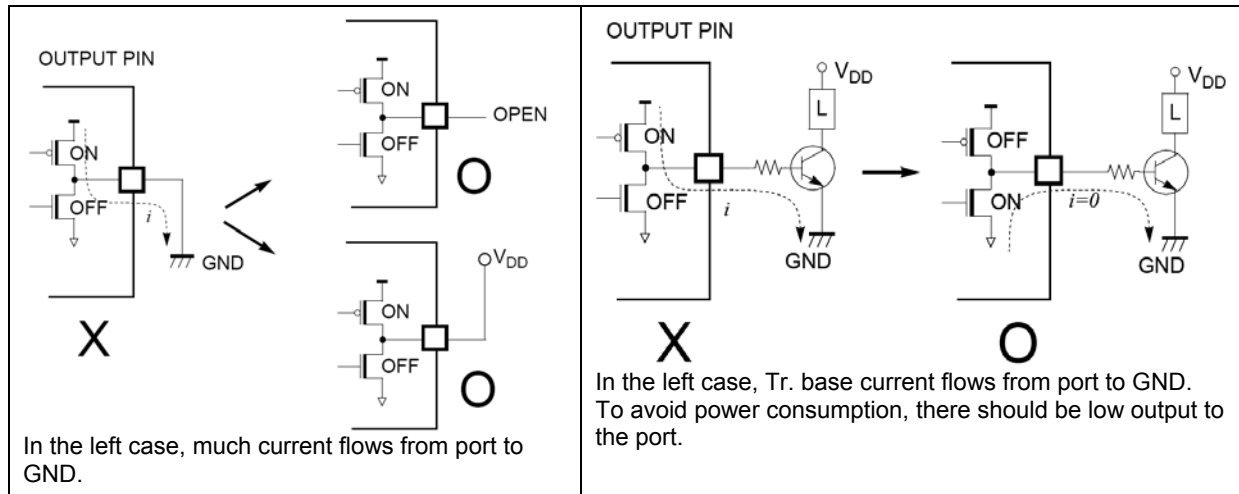 OUTPUT PIN
ON
OFF
i
GND
X
ON
OFF
OPEN
O
VDD
ON
OFF
O
In the left case, much current flows from port to
GND.
OUTPUT PIN
VDD
L
ON
OFF
i
GND
X
VDD
L
OFF
ON
i=0
GND
O
In the left case, Tr. base current flows from port to GND.
To avoid power consumption, there should be low output to
the port.